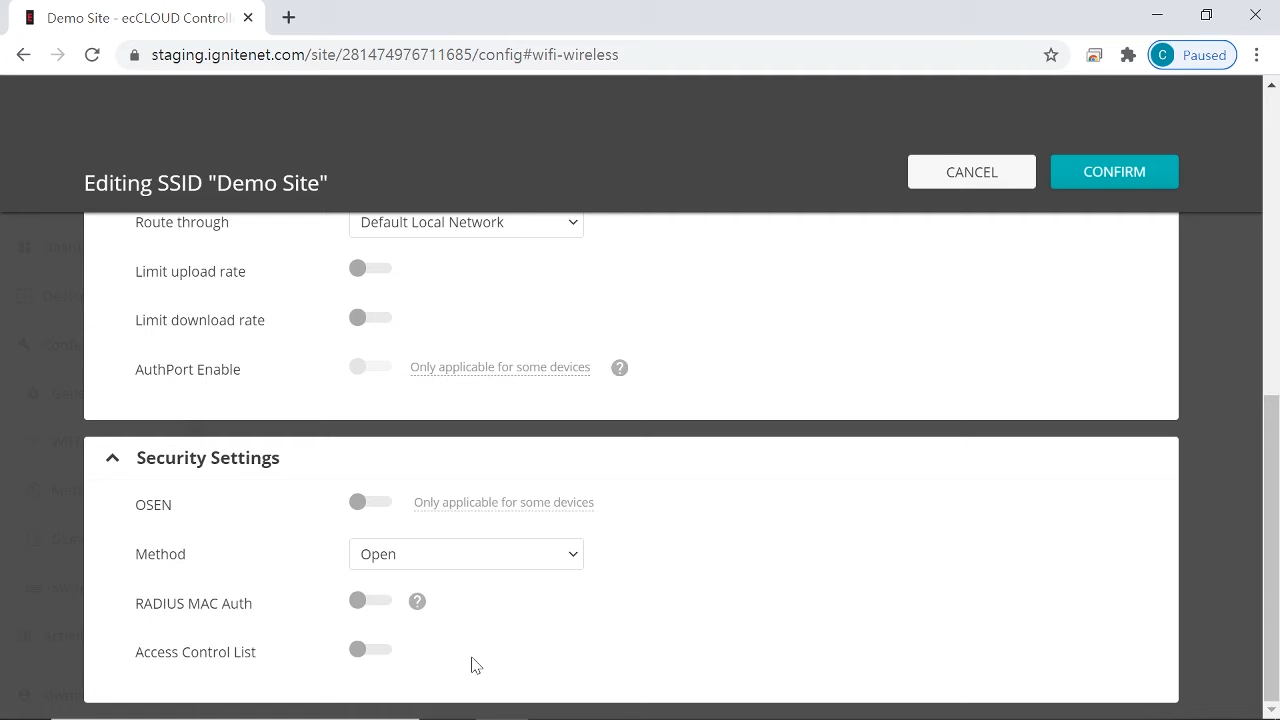 Demo Site - ecCLOUD Controll
staging.ignitenet.com/site/281474976711685/config#wifi-wireless
C Paused
Editing SSID "Demo Site"
CANCEL
CONFIRM
Route through
Default Local Network
Limit upload rate
Limit download rate
AuthPort Enable
Only applicable for some devices
?
Security Settings
OSEN
Only applicable for some devices
Method
Open
RADIUS MAC Auth
?
Access Control List